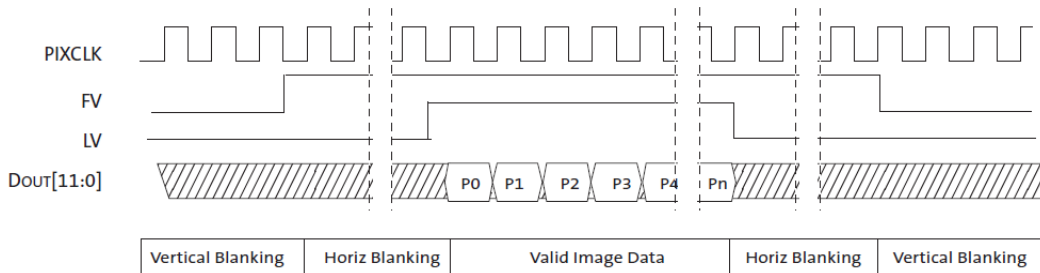 PIXCLK
FV
LV
DOUT[11:0]
P0 P1 P2 P3 P4 Pn
Vertical Blanking Horiz Blanking Valid Image Data Horiz Blanking Vertical Blanking